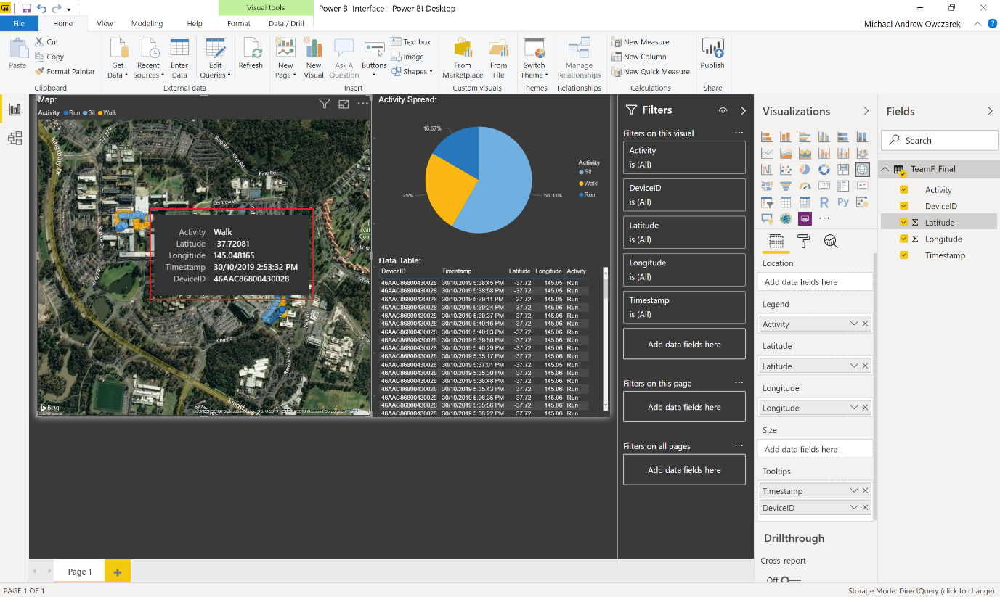 Visual tools
Power BI Interface - Power BI Desktop
File Home View Modeling Help Format Data / Drill
Michael Andrew Owczarek
Paste
Cut
Copy
Format Painter
Clipboard
Get Data
Recent Sources
Enter Data
Edit Queries
Refresh
External data
New Page
New Visual
Ask A Question
Buttons
Text box
Image
Shapes
Insert
From Marketplace
From File
Custom visuals
Switch Theme
Themes
Manage Relationships
Relationships
New Measure
New Column
New Quick Measure
Calculations
Publish
Share
Map:
Activity Run Sit Walk
Kingsbury Dr
Ring Rd
Ring Rd
Ring Rd
Centreway
Ring Rd
Ring Rd
Kingsbury
Bing
Activity Walk
Latitude -37.72081
Longitude 145.048165
Timestamp 30/10/2019 2:53:32 PM
DeviceID 46AAC86800430028
Activity Spread:
16.67%
25%
58.33%
Activity
Sit
Walk
Run
Data Table:
DeviceID Timestamp Latitude Longitude Activity
46AAC86800430028 30/10/2019 5:38:45 PM -37.72 145.05 Run
46AAC86800430028 30/10/2019 5:38:58 PM -37.72 145.05 Run
46AAC86800430028 30/10/2019 5:39:11 PM -37.72 145.05 Run
46AAC86800430028 30/10/2019 5:39:24 PM -37.72 145.06 Run
46AAC86800430028 30/10/2019 5:39:37 PM -37.72 145.06 Run
46AAC86800430028 30/10/2019 5:40:16 PM -37.72 145.06 Run
46AAC86800430028 30/10/2019 5:40:03 PM -37.72 145.06 Run
46AAC86800430028 30/10/2019 5:39:50 PM -37.72 145.06 Run
46AAC86800430028 30/10/2019 5:40:29 PM -37.72 145.06 Run
46AAC86800430028 30/10/2019 5:35:17 PM -37.72 145.06 Run
46AAC86800430028 30/10/2019 5:37:01 PM -37.72 145.05 Run
46AAC86800430028 30/10/2019 5:35:30 PM -37.72 145.06 Run
46AAC86800430028 30/10/2019 5:36:48 PM -37.72 145.06 Run
46AAC86800430028 30/10/2019 5:35:43 PM -37.72 145.06 Run
46AAC86800430028 30/10/2019 5:36:35 PM -37.72 145.06 Run
46AAC86800430028 30/10/2019 5:35:56 PM -37.72 145.06 Run
46AAC86800430028 30/10/2019 5:36:22 PM -37.72 145.06 Run
Filters
Filters on this visual
Activity
is (All)
DeviceID
is (All)
Latitude
is (All)
Longitude
is (All)
Timestamp
is (All)
Add data fields here
Filters on this page
Add data fields here
Filters on all pages
Add data fields here
Visualizations
R Py
Location
Add data fields here
Legend
Activity
Latitude
Latitude
Longitude
Longitude
Size
Add data fields here
Tooltips
Timestamp
DeviceID
Drillthrough
Cross-report
Off
Fields
Search
TeamF_Final
Activity
DeviceID
Σ Latitude
Σ Longitude
Timestamp
Page 1
PAGE 1 OF 1
Storage Mode: DirectQuery (click to change)